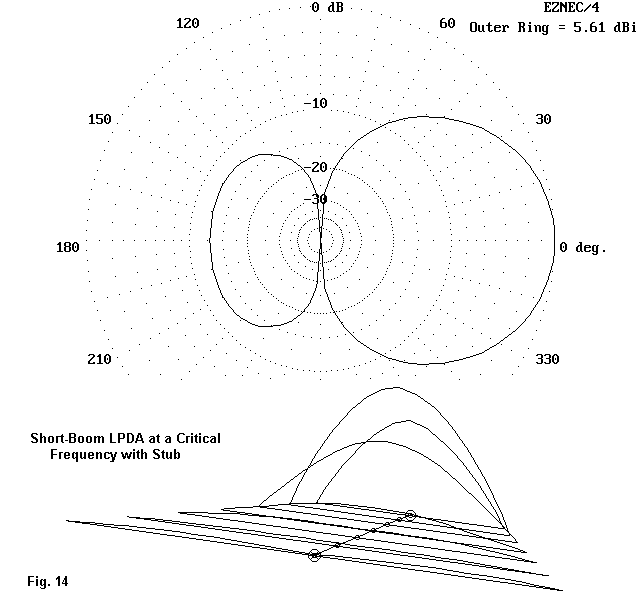 0 dB
EZNEC/4
120
60
Outer Ring = 5.61 dBi
-10
150
30
-20
-30
180
0 deg.
210
330
Short-Boom LPDA at a Critical
Frequency with Stub
Fig. 14